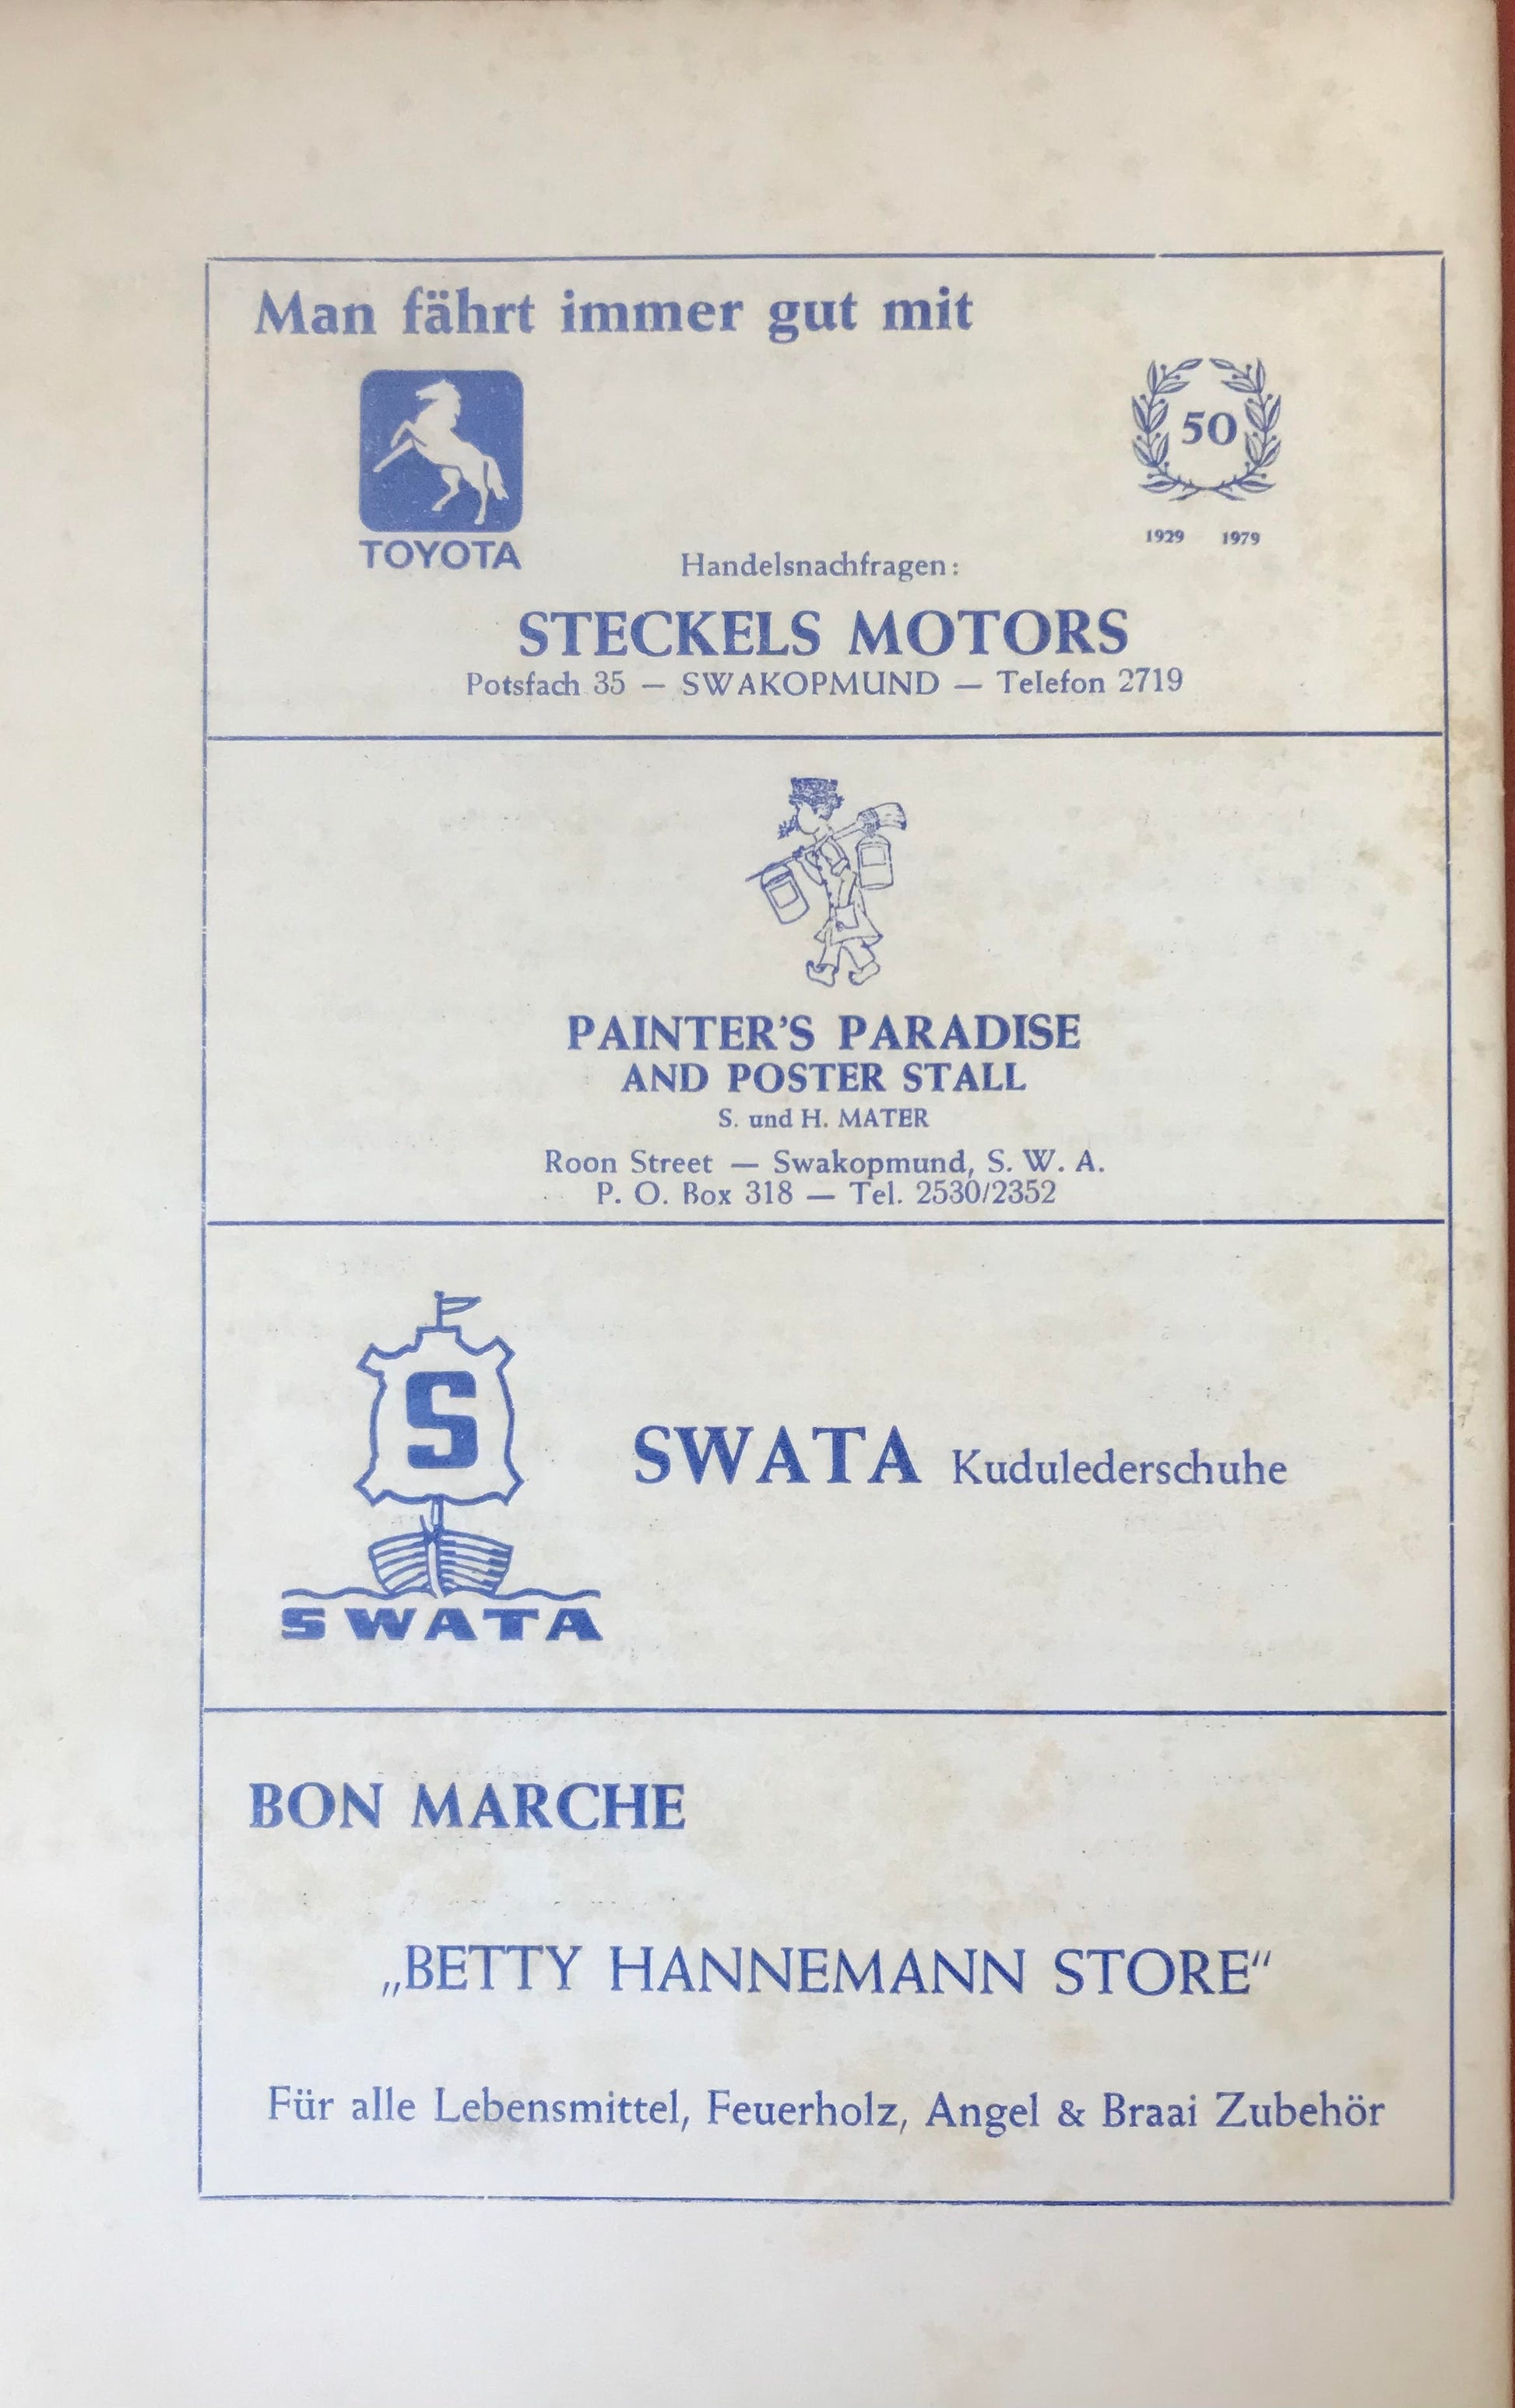 Man fährt immer gut mit
50
TOYOTA
1929 1979
Handelsnachfragen:
STECKELS MOTORS
Potsfach 35 — SWAKOPMUND — Telefon 2719
PAINTER'S PARADISE
AND POSTER STALL
S. und H. MATER
Roon Street — Swakopmund, S. W. A.
P. O. Box 318 — Tel. 2530/2352
S
SWATA Kudulederschuhe
SWATA
BON MARCHE
„BETTY HANNEMANN STORE“
Für alle Lebensmittel, Feuerholz, Angel & Braai Zubehör